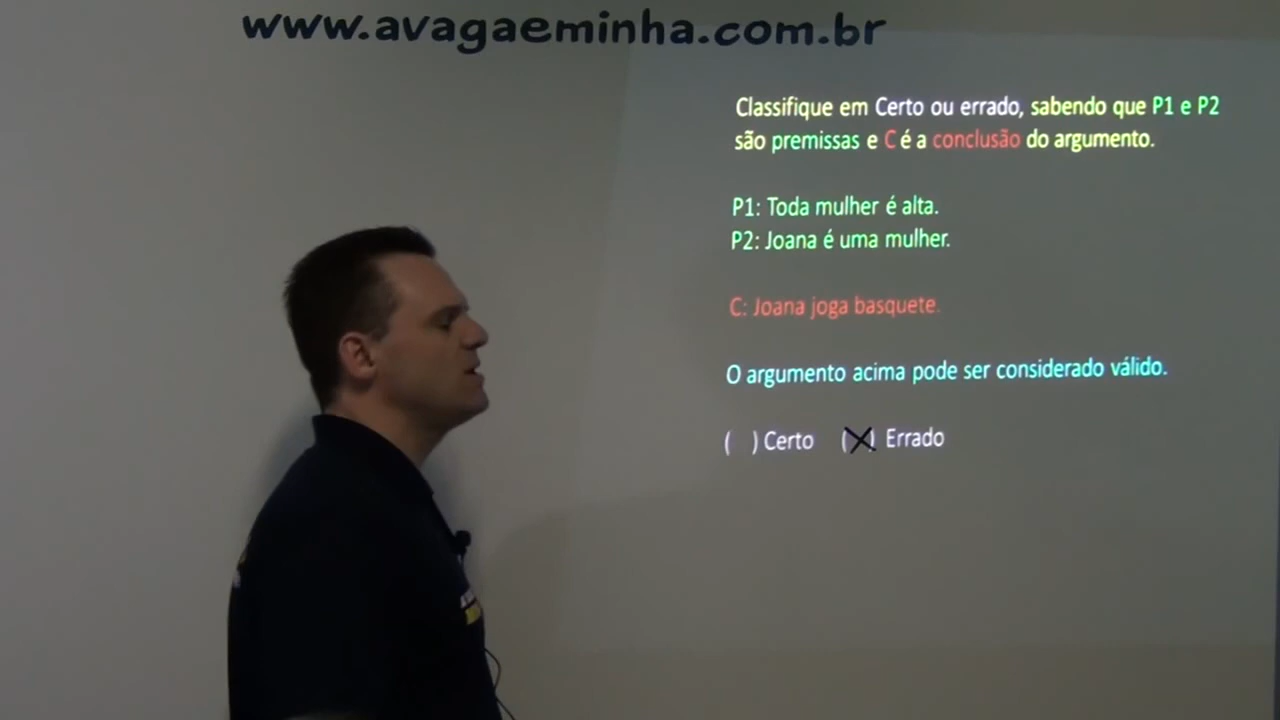 www.avagaeminha.com.br
Classifique em Certo ou errado, sabendo que P1 e P2
são premissas e C é a conclusão do argumento.
P1: Toda mulher é alta.
P2: Joana é uma mulher.
C: Joana joga basquete.
O argumento acima pode ser considerado válido.
( ) Certo (X) Errado